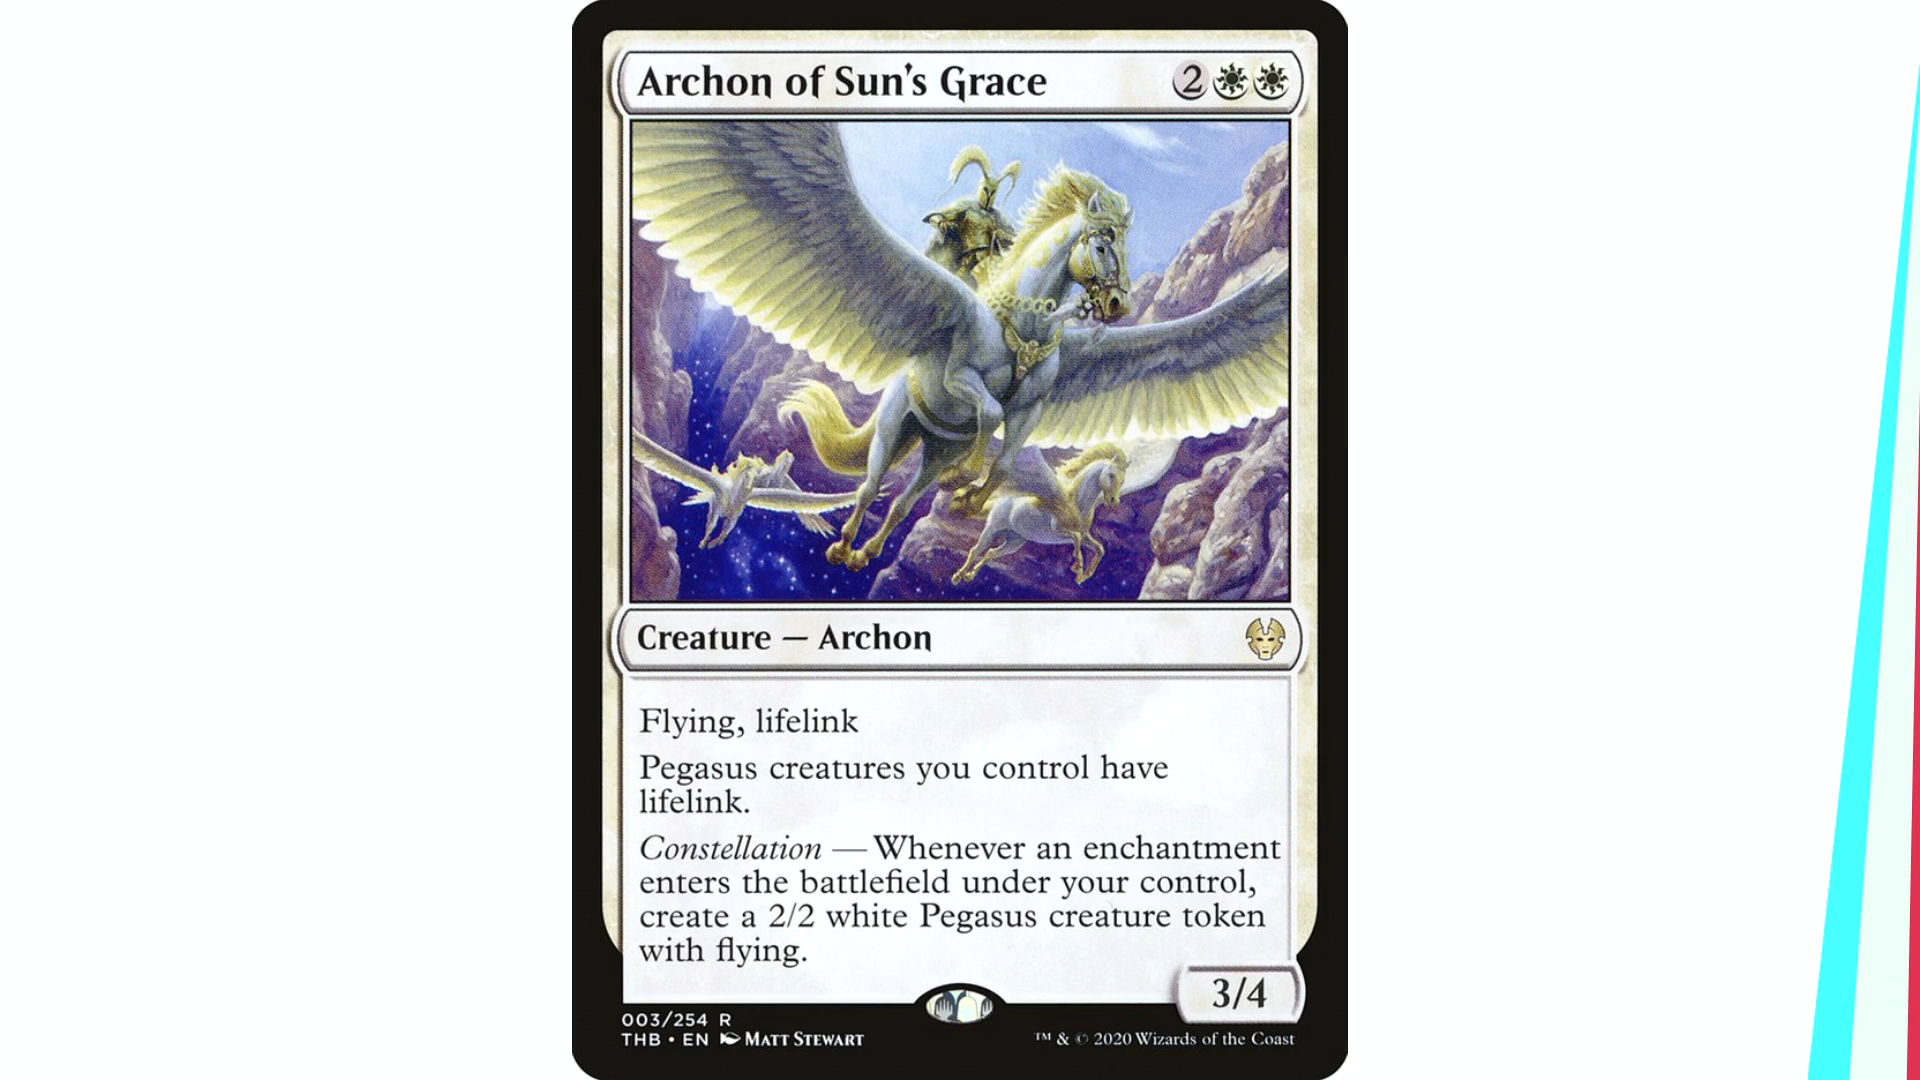 Archon of Sun's Grace 2
Creature — Archon
Flying, lifelink
Pegasus creatures you control have
lifelink.
Constellation — Whenever an enchantment
enters the battlefield under your control,
create a 2/2 white Pegasus creature token
with flying.
3/4
003/254 R
THB • EN MATT STEWART
™ & © 2020 Wizards of the Coast